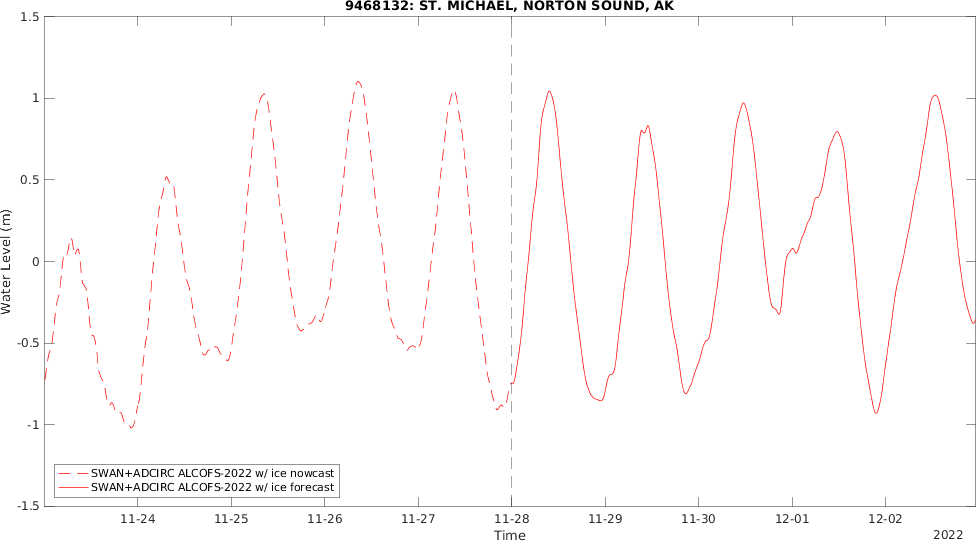 9468132: ST. MICHAEL, NORTON SOUND, AK
1.5
1
0.5
0
-0.5
-1
-1.5
Water Level (m)
SWAN+ADCIRC ALCOFS-2022 w/ ice nowcast
SWAN+ADCIRC ALCOFS-2022 w/ ice forecast
11-24 11-25 11-26 11-27 11-28 11-29 11-30 12-01 12-02
Time
2022